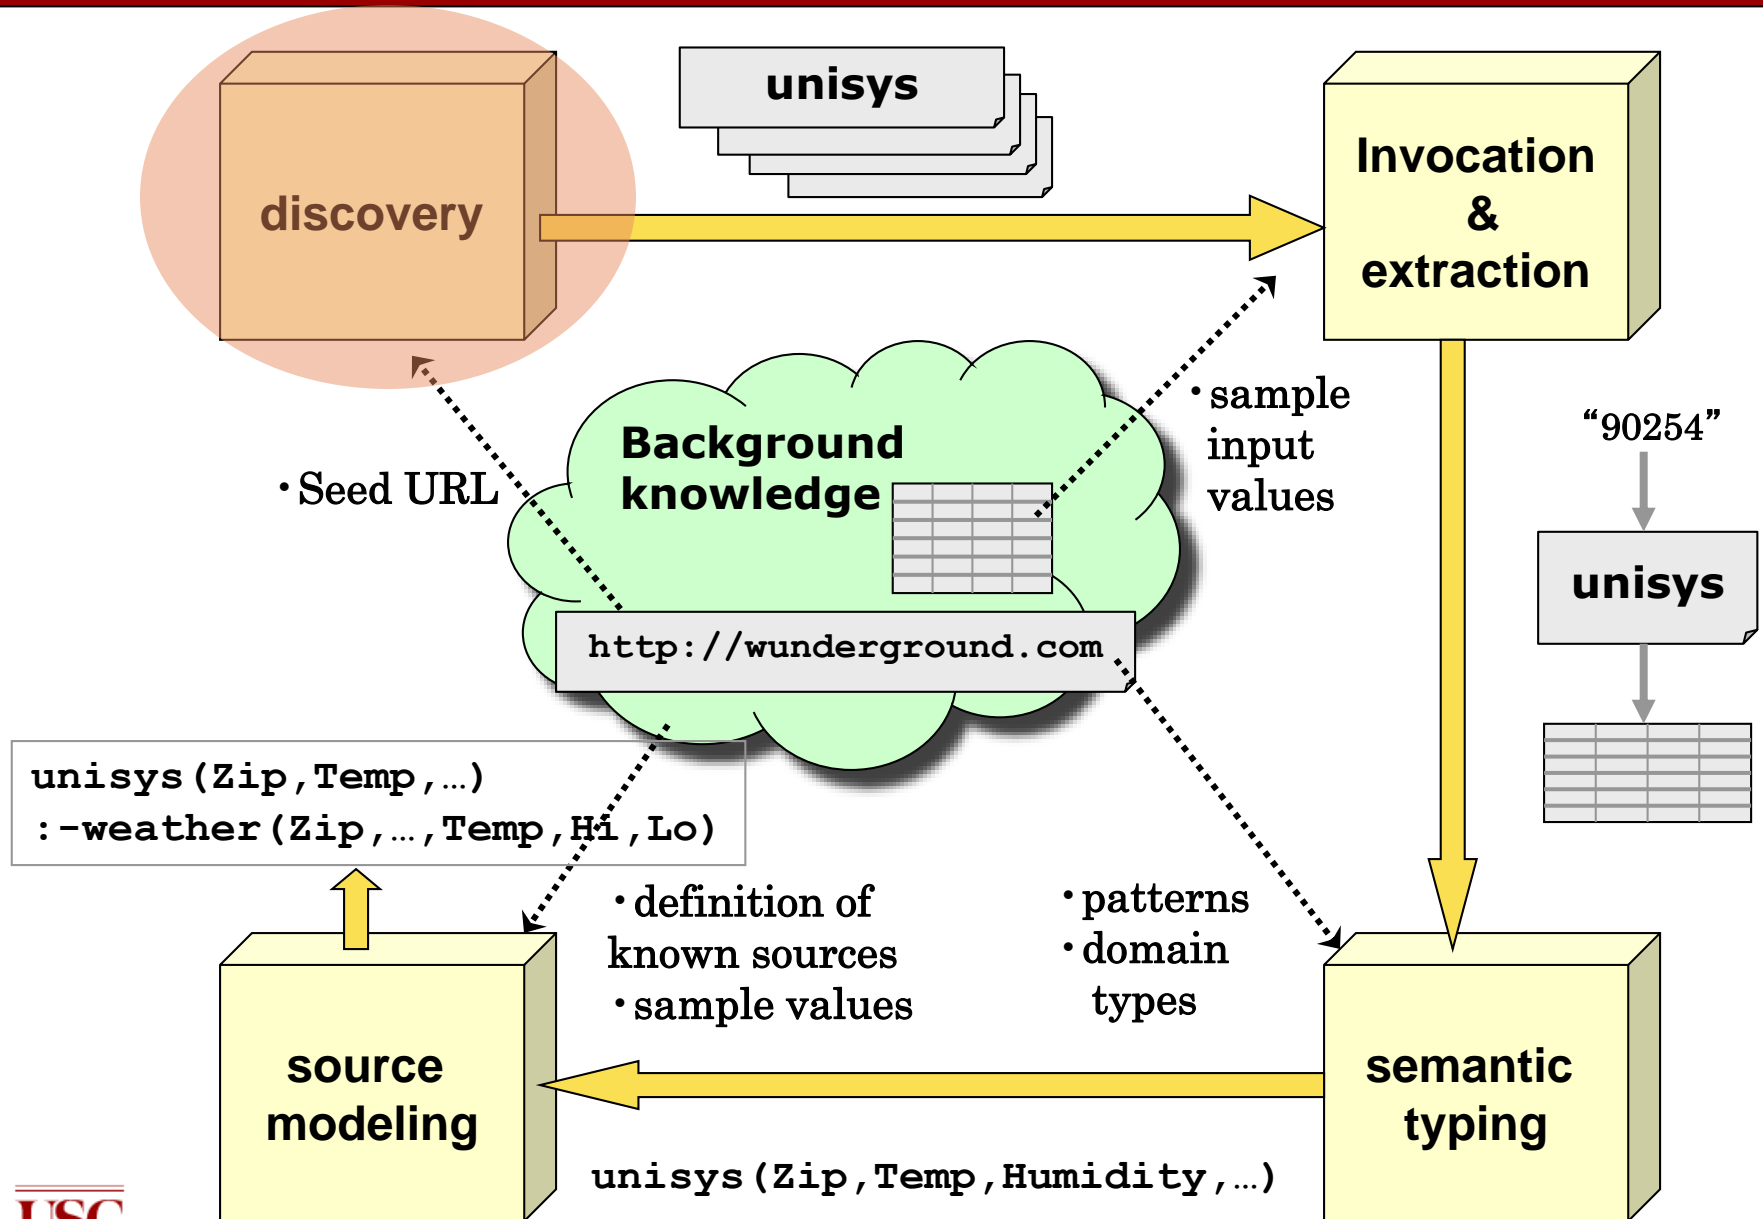 unisys
discovery
Invocation
&
extraction
Background
knowledge
• Seed URL
• sample
input
values
“90254”
unisys
http://wunderground.com
unisys(Zip,Temp,…)
:-weather(Zip,…,Temp,Hi,Lo)
• definition of
known sources
• sample values
• patterns
• domain
types
source
modeling
semantic
typing
unisys(Zip,Temp,Humidity,…)
USC